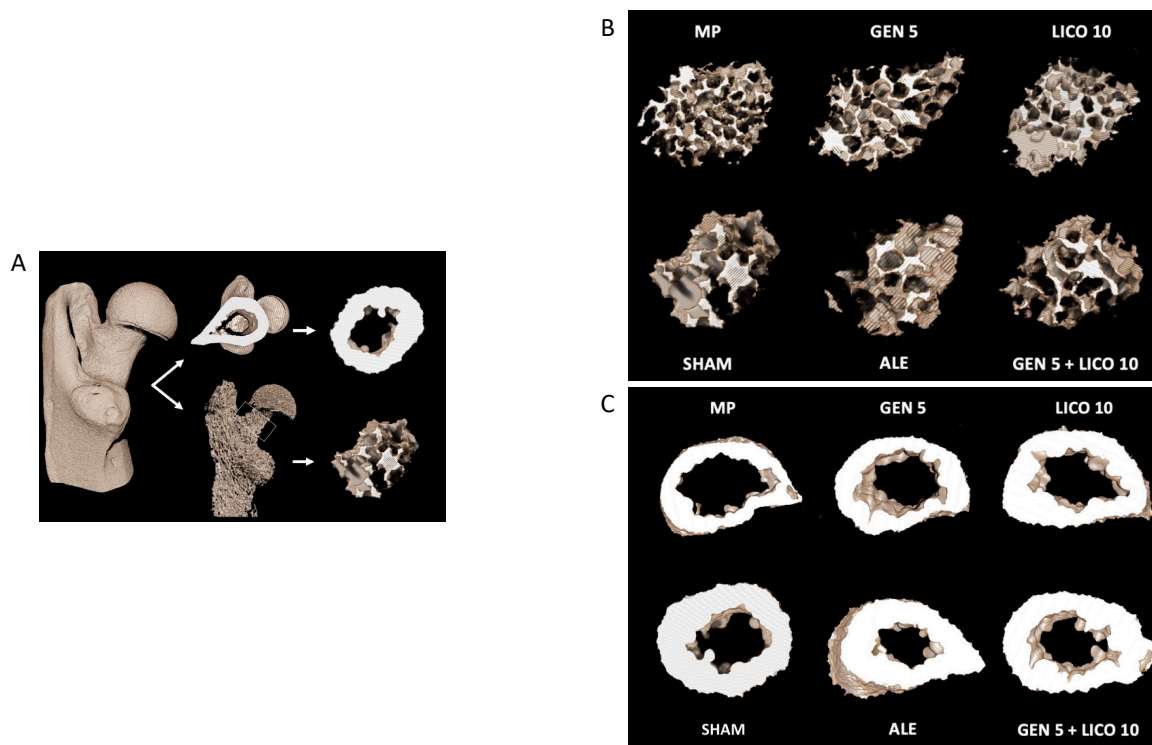 A
B
MP GEN 5 LICO 10
SHAM ALE GEN 5 + LICO 10
C
MP GEN 5 LICO 10
SHAM ALE GEN 5 + LICO 10